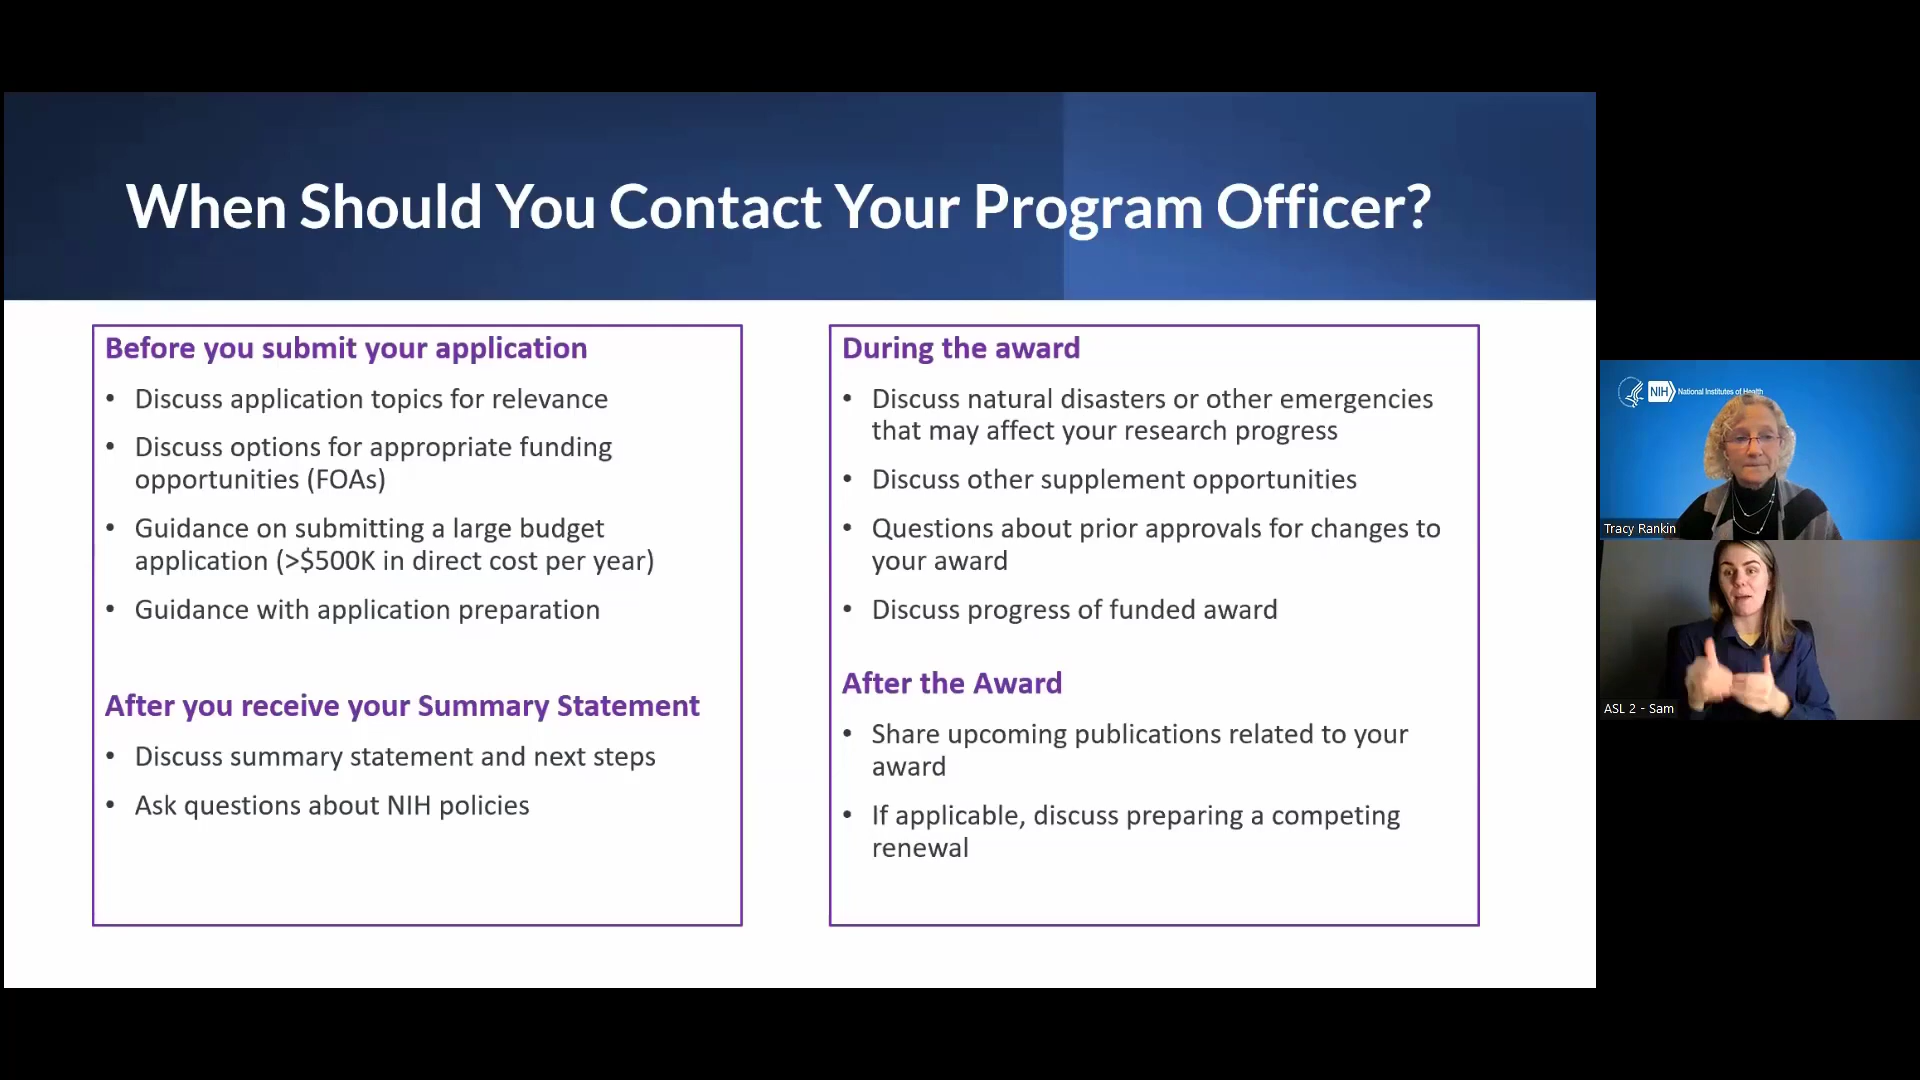 When Should You Contact Your Program Officer?
Before you submit your application
• Discuss application topics for relevance
• Discuss options for appropriate funding
opportunities (FOAs)
• Guidance on submitting a large budget
application (>$500K in direct cost per year)
• Guidance with application preparation
After you receive your Summary Statement
• Discuss summary statement and next steps
• Ask questions about NIH policies
During the award
• Discuss natural disasters or other emergencies
that may affect your research progress
• Discuss other supplement opportunities
• Questions about prior approvals for changes to
your award
• Discuss progress of funded award
After the Award
• Share upcoming publications related to your
award
• If applicable, discuss preparing a competing
renewal
NIH National Institutes of Health
Tracy Rankin
ASL 2 - Sam